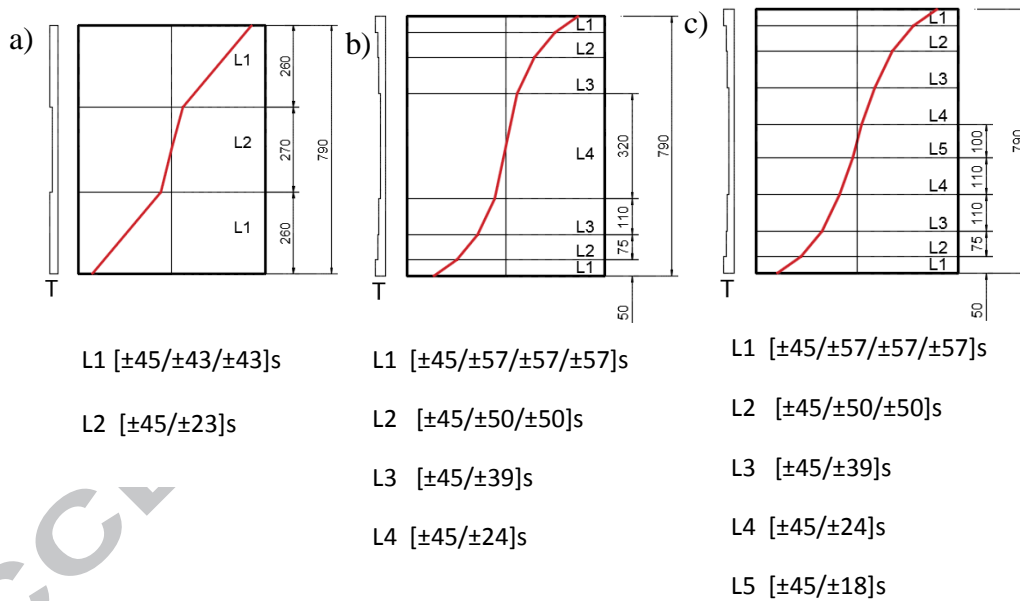 a)
L1
L2
L1
260
270
260
790
T
L1 [±45/±43/±43]s
L2 [±45/±23]s
b)
L1
L2
L3
L4
L3
L2
L1
320
110
75
50
790
T
L1 [±45/±57/±57/±57]s
L2 [±45/±50/±50]s
L3 [±45/±39]s
L4 [±45/±24]s
c)
L1
L2
L3
L4
L5
L4
L3
L2
L1
100
110
110
75
50
790
T
L1 [±45/±57/±57/±57]s
L2 [±45/±50/±50]s
L3 [±45/±39]s
L4 [±45/±24]s
L5 [±45/±18]s